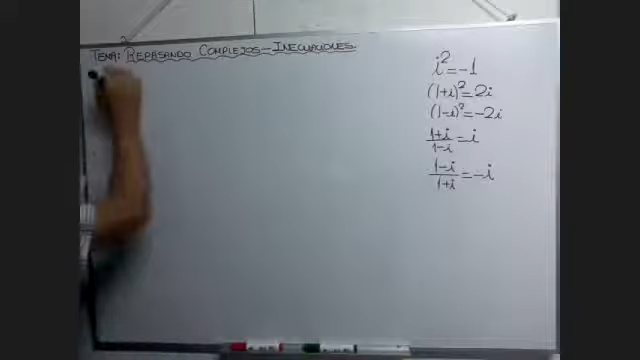 TEMA: REPASANDO COMPLEJOS - INECUACIONES
i² = -1
(1+i)² = 2i
(1-i)² = -2i
1+i/1-i = i
1-i/1+i = -i